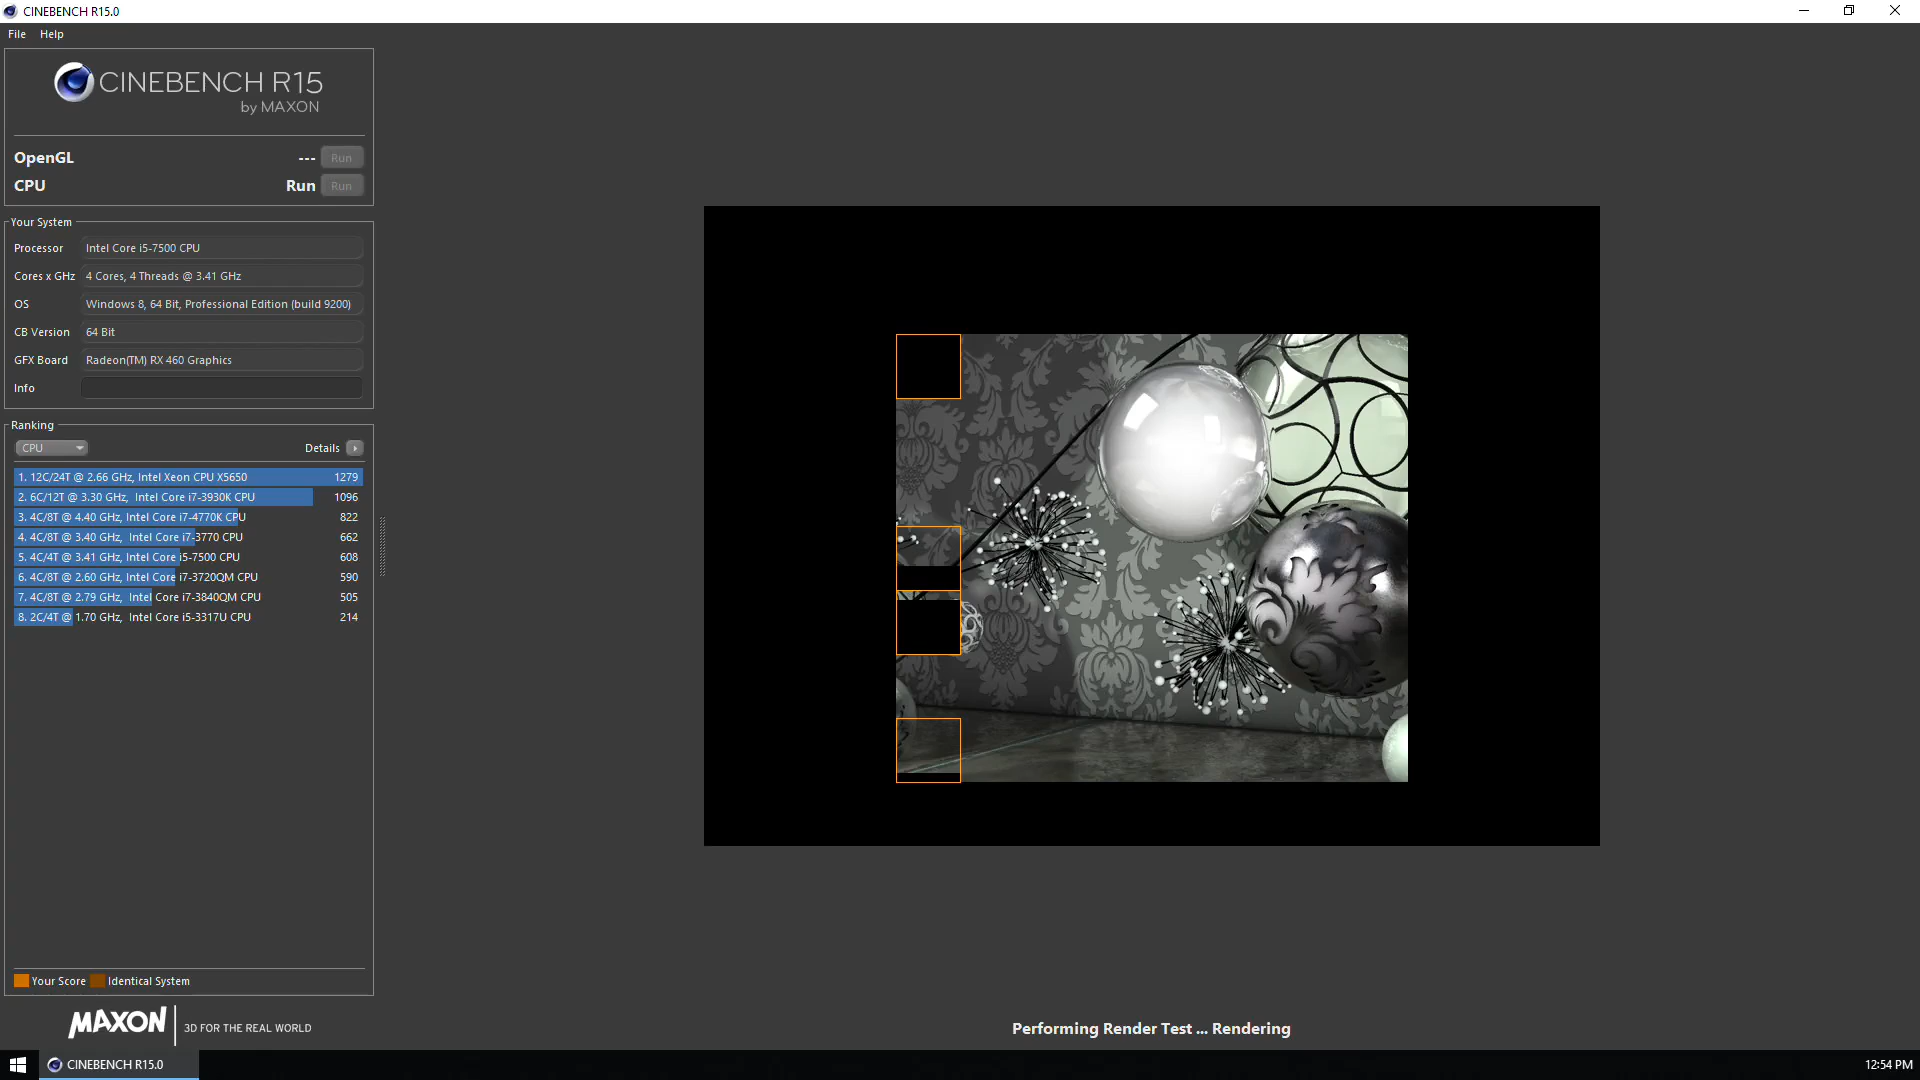 CINEBENCH R15.0
File Help
CINEBENCH R15
by MAXON
OpenGL --- Run
CPU Run Run
Your System
Processor Intel Core i5-7500 CPU
Cores x GHz 4 Cores, 4 Threads @ 3.41 GHz
OS Windows 8, 64 Bit, Professional Edition (build 9200)
CB Version 64 Bit
GFX Board Radeon(TM) RX 460 Graphics
Info
Ranking
CPU Details
1. 12C/24T @ 2.66 GHz, Intel Xeon CPU X5650 1279
2. 6C/12T @ 3.30 GHz, Intel Core i7-3930K CPU 1096
3. 4C/8T @ 4.40 GHz, Intel Core i7-4770K CPU 822
4. 4C/8T @ 3.40 GHz, Intel Core i7-3770 CPU 662
5. 4C/4T @ 3.41 GHz, Intel Core i5-7500 CPU 608
6. 4C/8T @ 2.60 GHz, Intel Core i7-3720QM CPU 590
7. 4C/8T @ 2.79 GHz, Intel Core i7-3840QM CPU 505
8. 2C/4T @ 1.70 GHz, Intel Core i5-3317U CPU 214
Your Score Identical System
MAXON 3D FOR THE REAL WORLD
Performing Render Test ... Rendering
CINEBENCH R15.0
12:54 PM